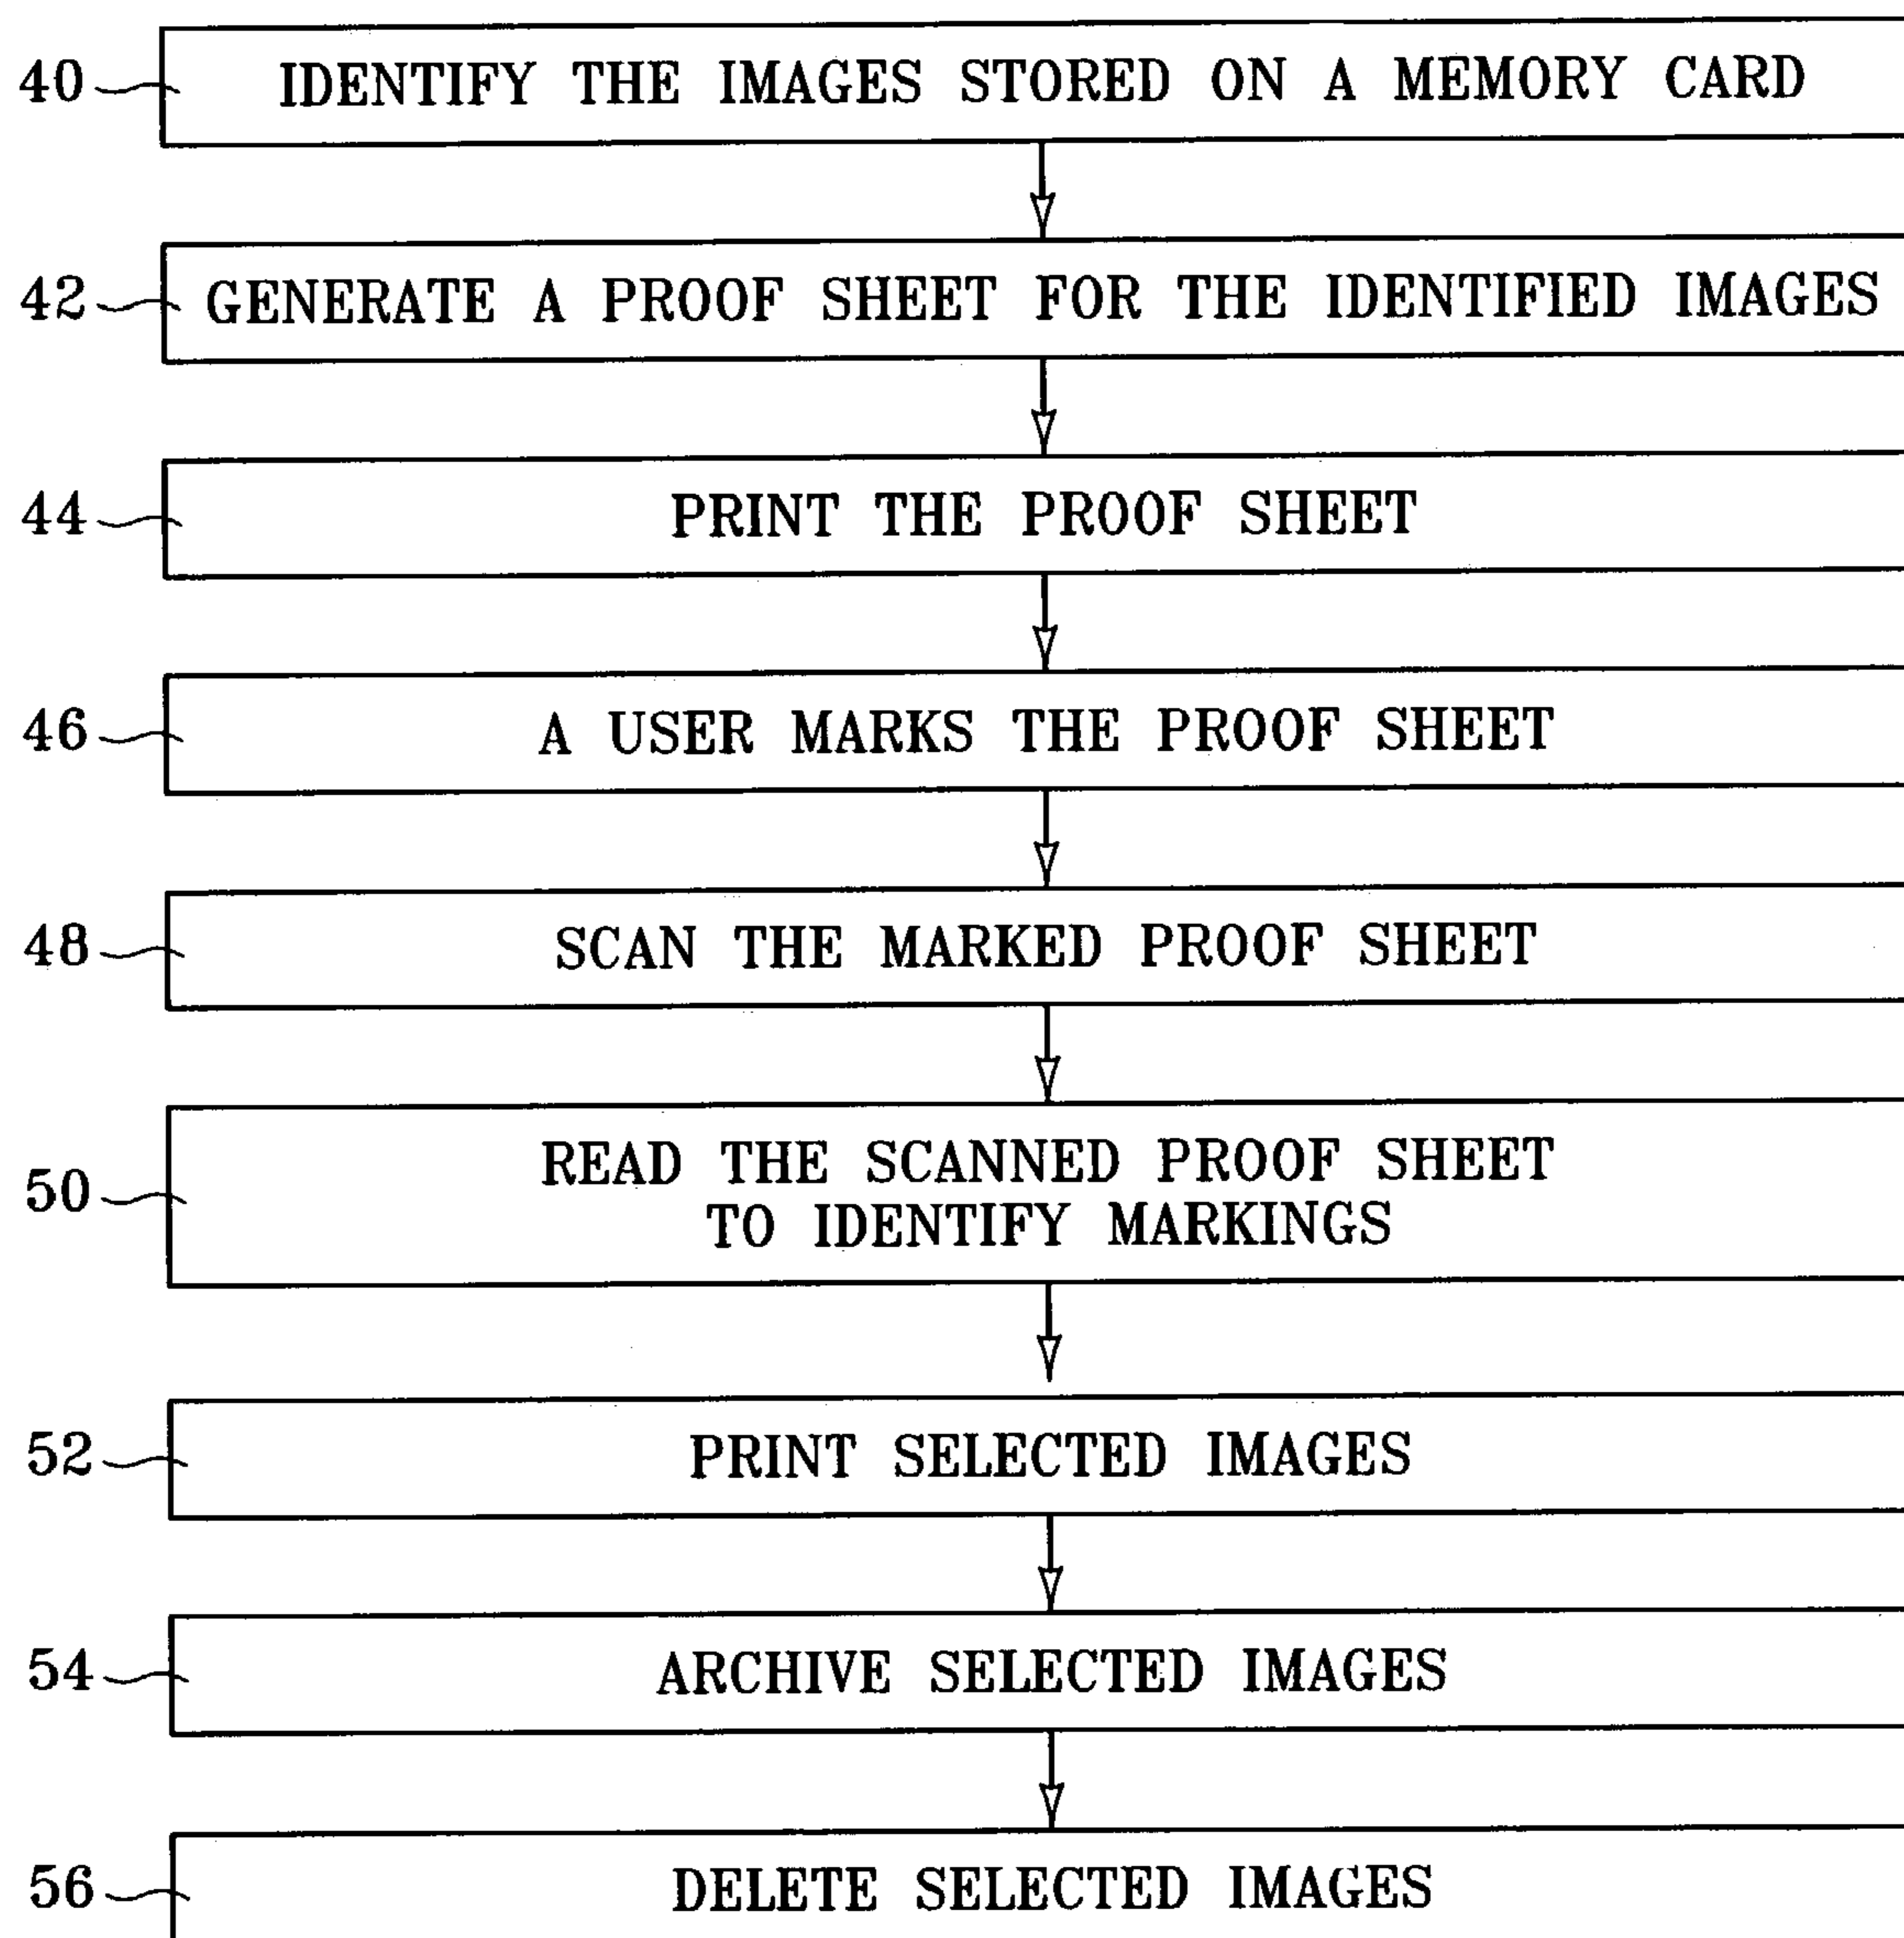 40 IDENTIFY THE IMAGES STORED ON A MEMORY CARD
42 GENERATE A PROOF SHEET FOR THE IDENTIFIED IMAGES
44 PRINT THE PROOF SHEET
46 A USER MARKS THE PROOF SHEET
48 SCAN THE MARKED PROOF SHEET
50 READ THE SCANNED PROOF SHEET
TO IDENTIFY MARKINGS
52 PRINT SELECTED IMAGES
54 ARCHIVE SELECTED IMAGES
56 DELETE SELECTED IMAGES